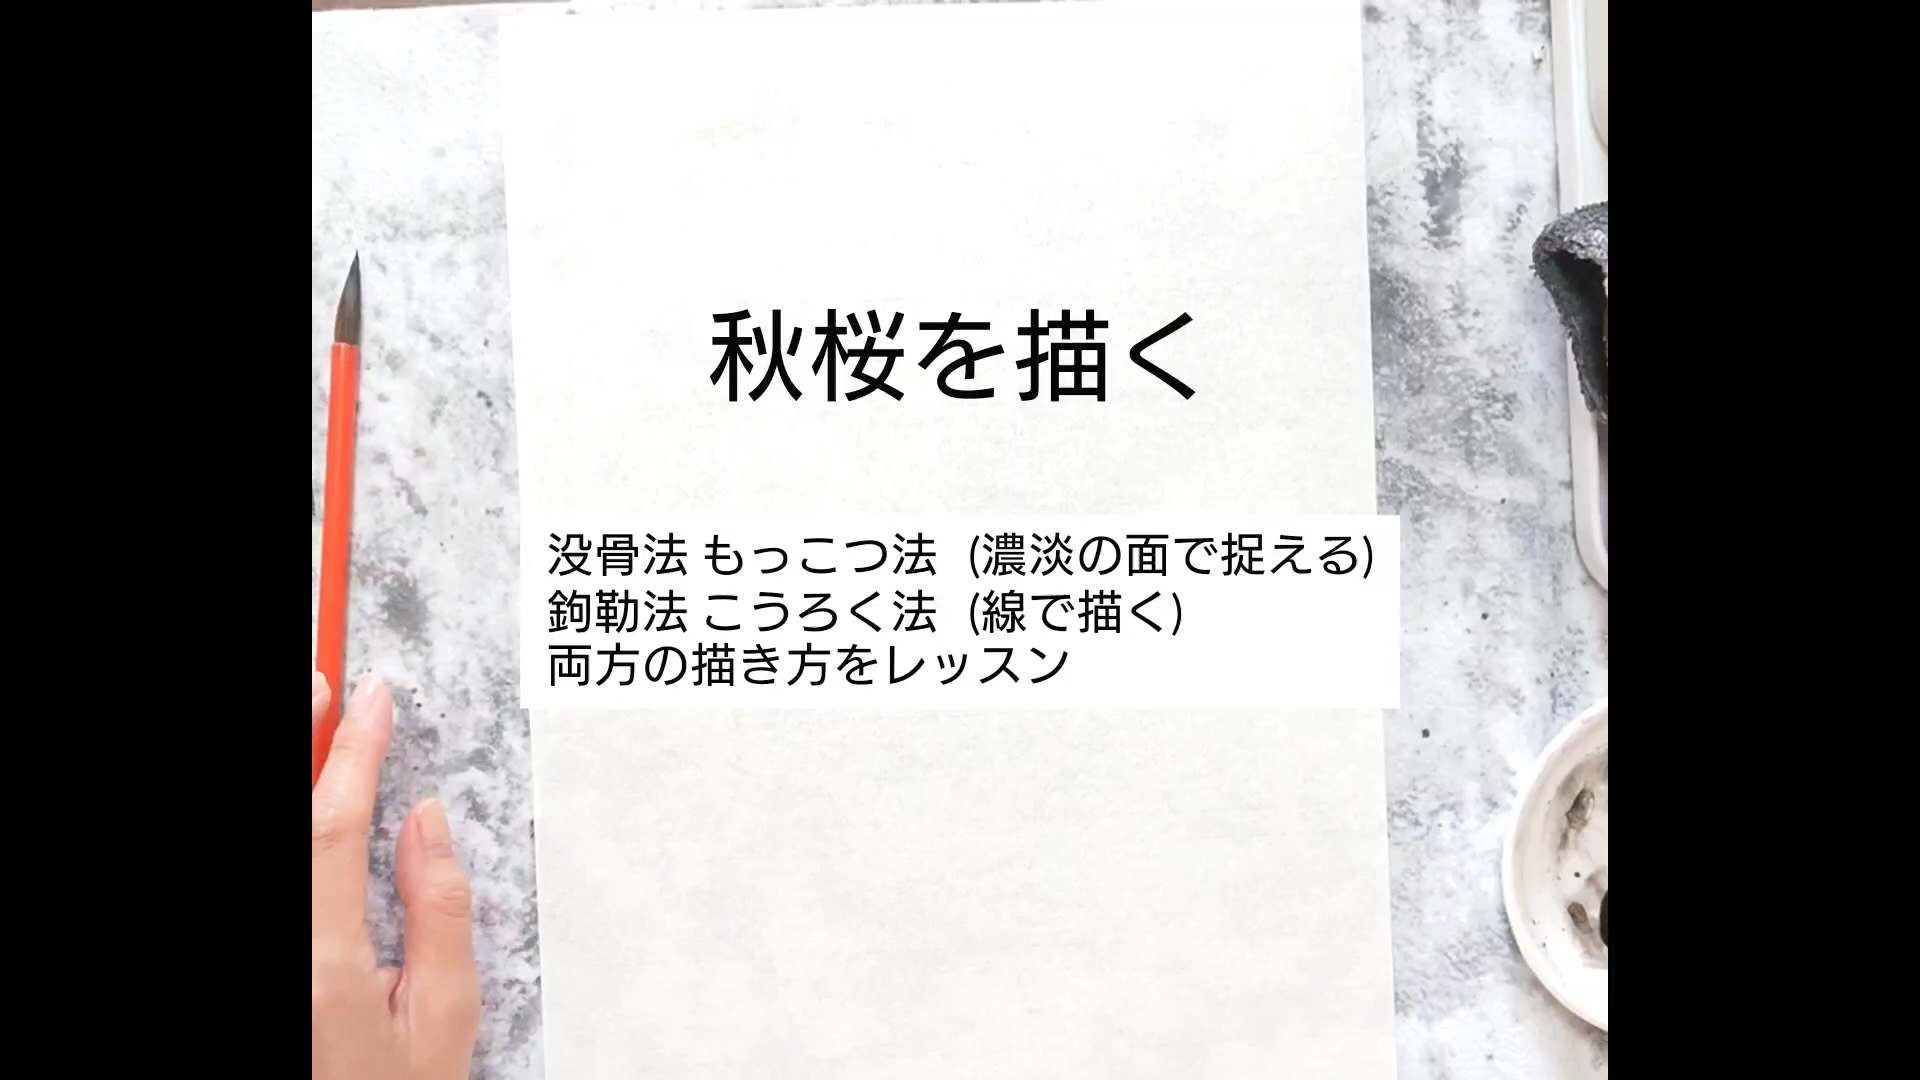 秋桜を描く
没骨法 もっこつ法 (濃淡の面で捉える)
鉤勒法 こうろく法 (線で描く)
両方の描き方をレッスン